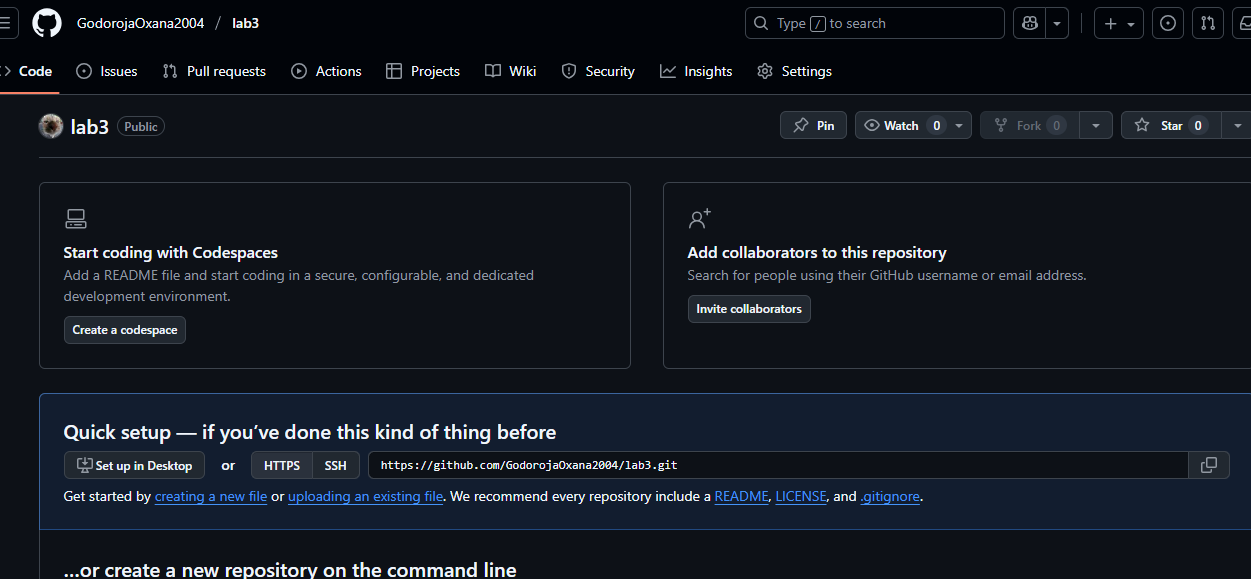 GodorojaOxana2004 / lab3
Type / to search
Code Issues Pull requests Actions Projects Wiki Security Insights Settings
lab3 Public
Pin Watch 0 Fork 0 Star 0
Start coding with Codespaces
Add a README file and start coding in a secure, configurable, and dedicated
development environment.
Create a codespace
Add collaborators to this repository
Search for people using their GitHub username or email address.
Invite collaborators
Quick setup — if you’ve done this kind of thing before
Set up in Desktop or HTTPS SSH https://github.com/GodorojaOxana2004/lab3.git
Get started by creating a new file or uploading an existing file. We recommend every repository include a README, LICENSE, and .gitignore.
…or create a new repository on the command line